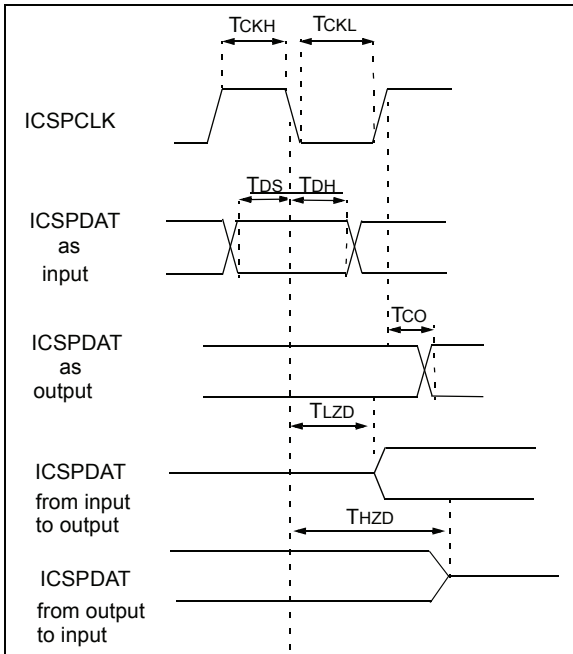 TCKH TCKL
ICSPCLK
TDS TDH
ICSPDAT
as
input
TCO
ICSPDAT
as
output
TLZD
ICSPDAT
from input
to output
THZD
ICSPDAT
from output
to input